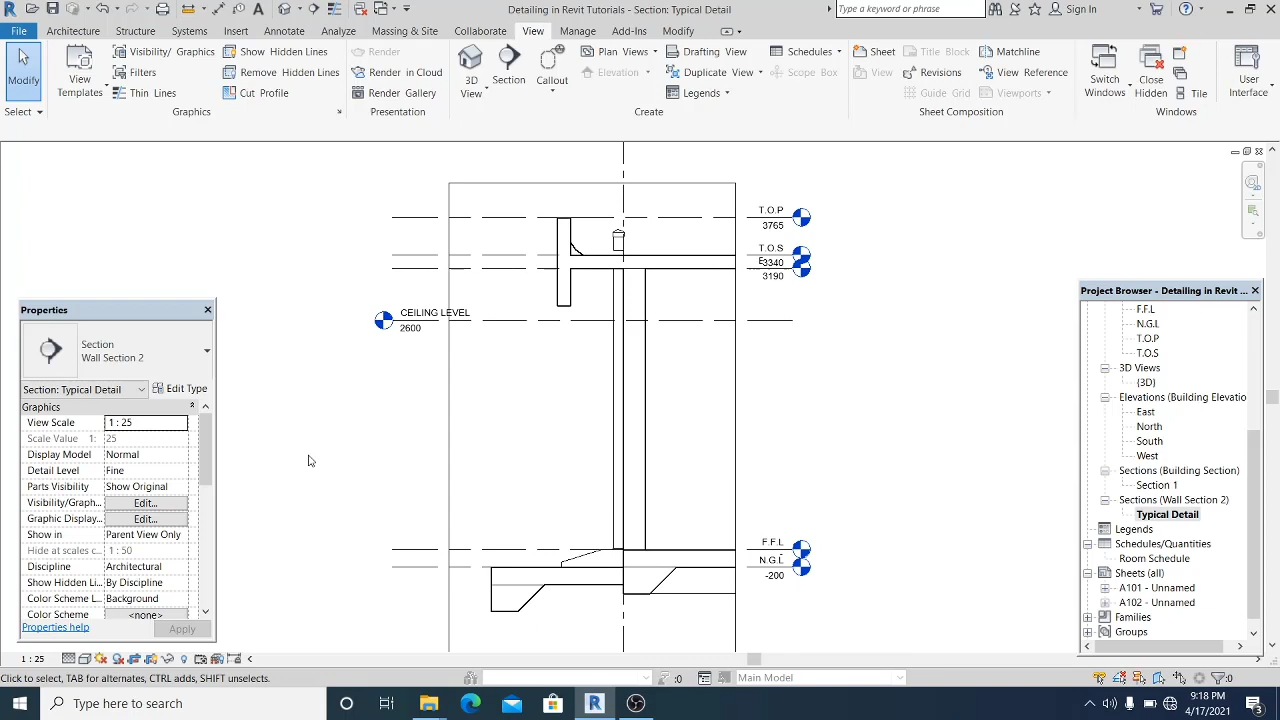 Detailing in Revit Tutorials - Section: Typical Detail
Type a keyword or phrase
Sign In
File Architecture Structure Systems Insert Annotate Analyze Massing & Site Collaborate View Manage Add-Ins Modify
Modify
Select
View
Templates
Visibility/ Graphics
Filters
Thin Lines
Show Hidden Lines
Remove Hidden Lines
Cut Profile
Graphics
Render
Render in Cloud
Render Gallery
Presentation
3D
View
Section
Callout
Plan Views
Elevation
Drafting View
Duplicate View
Legends
Schedules
Scope Box
Create
Sheet
View
Title Block
Revisions
Guide Grid
Matchline
View Reference
Viewports
Sheet Composition
Switch
Windows
Close
Hidden
Tile
Windows
User
Interface
T.O.P
3765
T.O.S
3340
3190
CEILING LEVEL
2600
F.F.L
N.G.L
-200
Properties
Section
Wall Section 2
Section: Typical Detail
Edit Type
Graphics
View Scale 1 : 25
Scale Value 1: 25
Display Model Normal
Detail Level Fine
Parts Visibility Show Original
Visibility/Graph... Edit...
Graphic Display... Edit...
Show in Parent View Only
Hide at scales c... 1 : 50
Discipline Architectural
Show Hidden Li... By Discipline
Color Scheme L... Background
Color Scheme <none>
Properties help
Apply
Project Browser - Detailing in Revit ...
F.F.L
N.G.L
T.O.P
T.O.S
3D Views
{3D}
Elevations (Building Elevatio
East
North
South
West
Sections (Building Section)
Section 1
Sections (Wall Section 2)
Typical Detail
Legends
Schedules/Quantities
Room Schedule
Sheets (all)
A101 - Unnamed
A102 - Unnamed
Families
Groups
1 : 25
Click to select, TAB for alternates, CTRL adds, SHIFT unselects.
:0
Main Model
:0
Type here to search
9:18 PM
4/17/2021
3